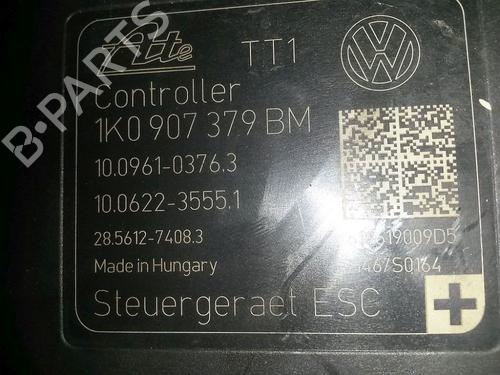 Ate TT1
Controller
1K0 907 379 BM
10.0961-0376.3
10.0622-3555.1
28.5612-7408.3
Made in Hungary
Steuergeraet ESC
B-PARTS